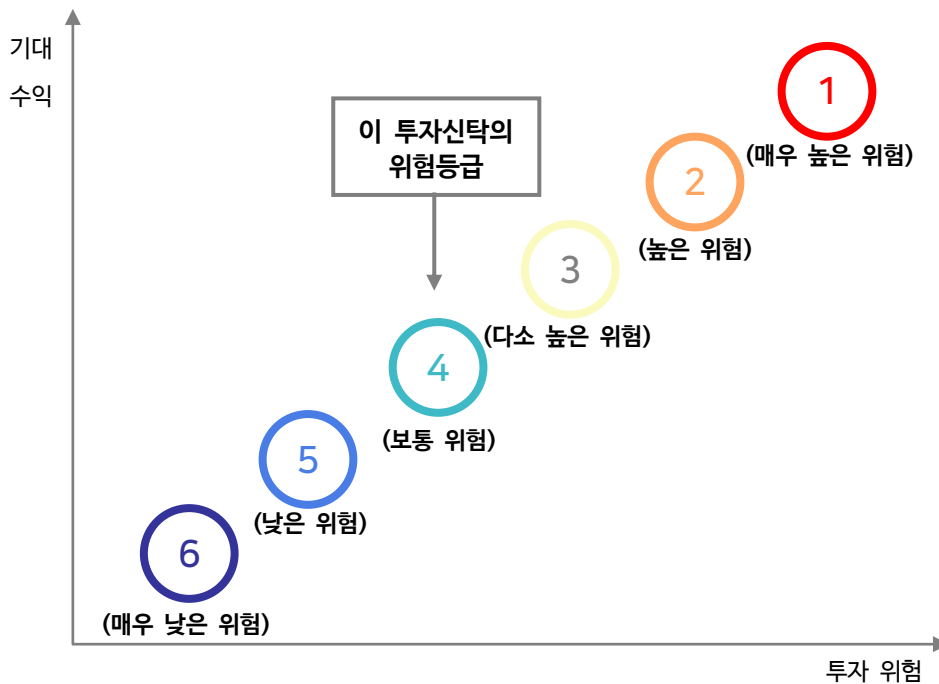 기대
수익
1
(매우 높은 위험)
이 투자신탁의
위험등급
2
(높은 위험)
3
(다소 높은 위험)
4
(보통 위험)
5
(낮은 위험)
6
(매우 낮은 위험)
투자 위험